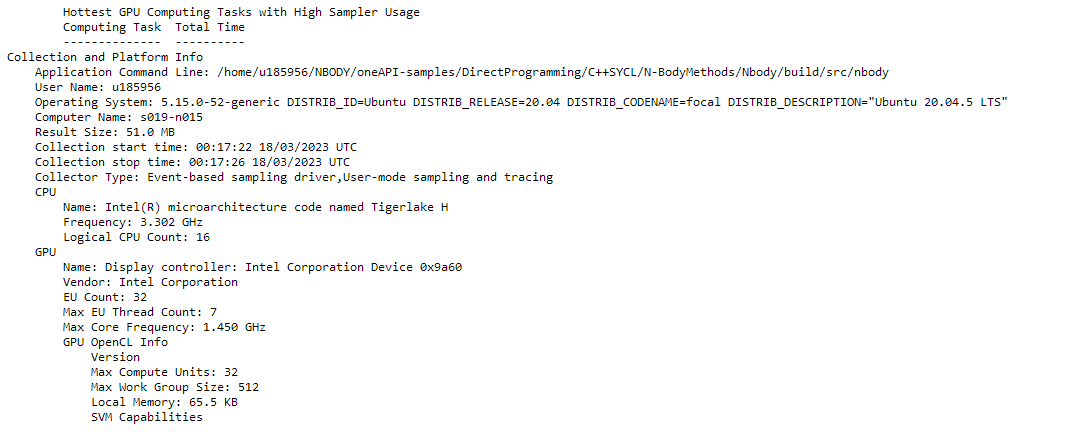 Hottest GPU Computing Tasks with High Sampler Usage
Computing Task  Total Time
--------------  ----------
Collection and Platform Info
Application Command Line: /home/u185956/NBODY/oneAPI-samples/DirectProgramming/C++SYCL/N-BodyMethods/Nbody/build/src/nbody
User Name: u185956
Operating System: 5.15.0-52-generic DISTRIB_ID=Ubuntu DISTRIB_RELEASE=20.04 DISTRIB_CODENAME=focal DISTRIB_DESCRIPTION="Ubuntu 20.04.5 LTS"
Computer Name: s019-n015
Result Size: 51.0 MB
Collection start time: 00:17:22 18/03/2023 UTC
Collection stop time: 00:17:26 18/03/2023 UTC
Collector Type: Event-based sampling driver,User-mode sampling and tracing
CPU
Name: Intel(R) microarchitecture code named Tigerlake H
Frequency: 3.302 GHz
Logical CPU Count: 16
GPU
Name: Display controller: Intel Corporation Device 0x9a60
Vendor: Intel Corporation
EU Count: 32
Max EU Thread Count: 7
Max Core Frequency: 1.450 GHz
GPU OpenCL Info
Version
Max Compute Units: 32
Max Work Group Size: 512
Local Memory: 65.5 KB
SVM Capabilities